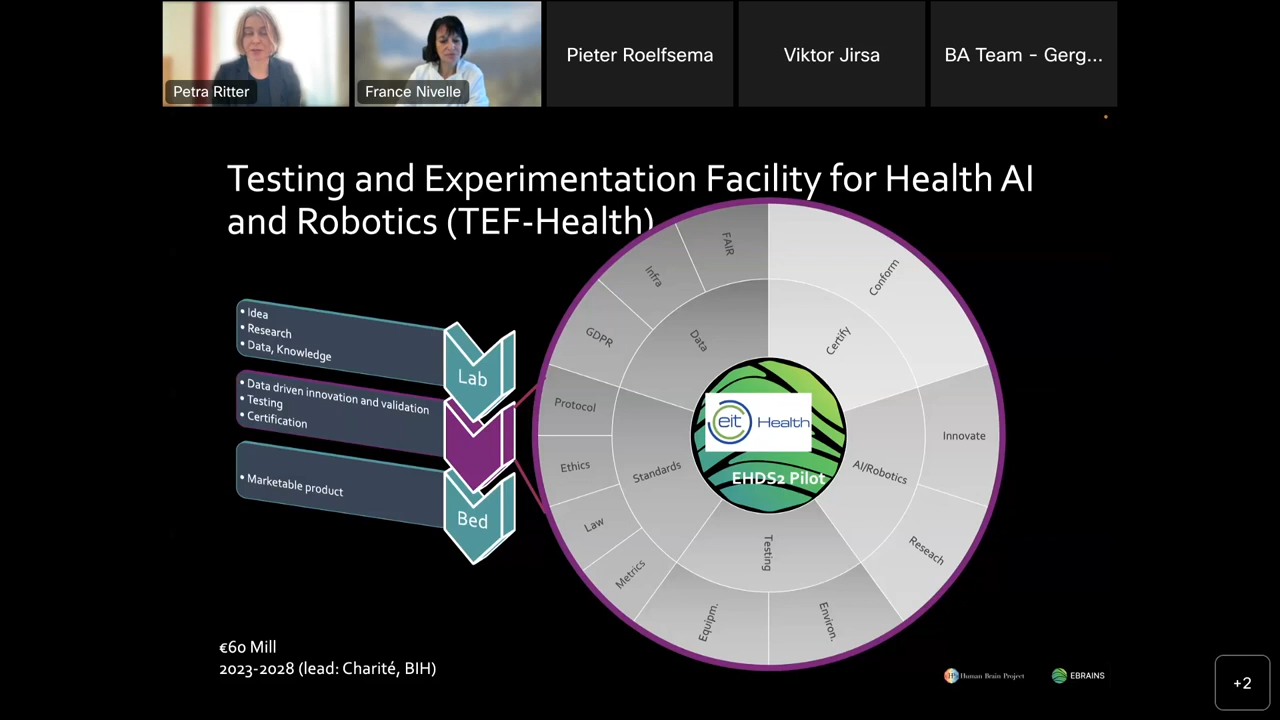 Petra Ritter
France Nivelle
Pieter Roelfsema
Viktor Jirsa
BA Team - Gerg...
Testing and Experimentation Facility for Health AI
and Robotics (TEF-Health)
• Idea
• Research
• Data, Knowledge
Lab
• Data driven innovation and validation
• Testing
• Certification
• Marketable product
Bed
FAIR
Infra
GDPR
Data
Conform
Certify
Protocol
Ethics
Law
Metrics
Standards
eit Health
EHDS2 Pilot
AI/Robotics
Innovate
Reseach
Testing
Equipm.
Environ.
€60 Mill
2023-2028 (lead: Charité, BIH)
Human Brain Project
EBRAINS
+2